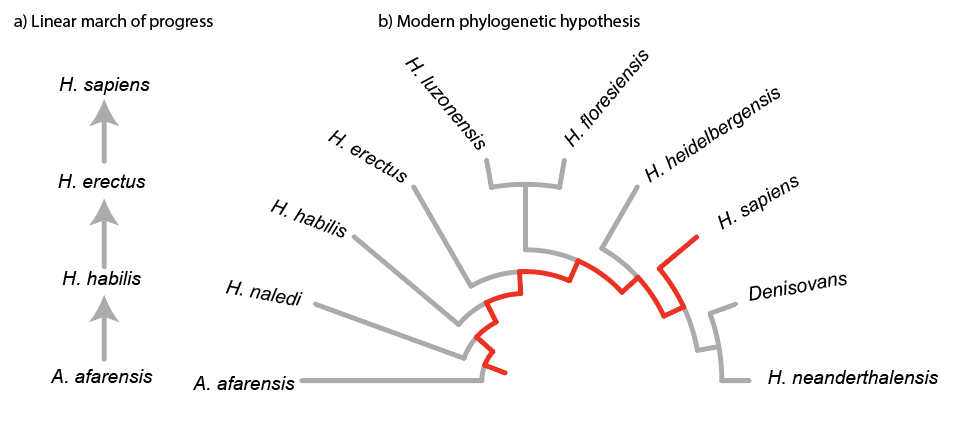 a) Linear march of progress
H. sapiens
H. erectus
H. habilis
A. afarensis
b) Modern phylogenetic hypothesis
A. afarensis
H. naledi
H. habilis
H. erectus
H. luzonensis
H. floresiensis
H. heidelbergensis
H. sapiens
Denisovans
H. neanderthalensis